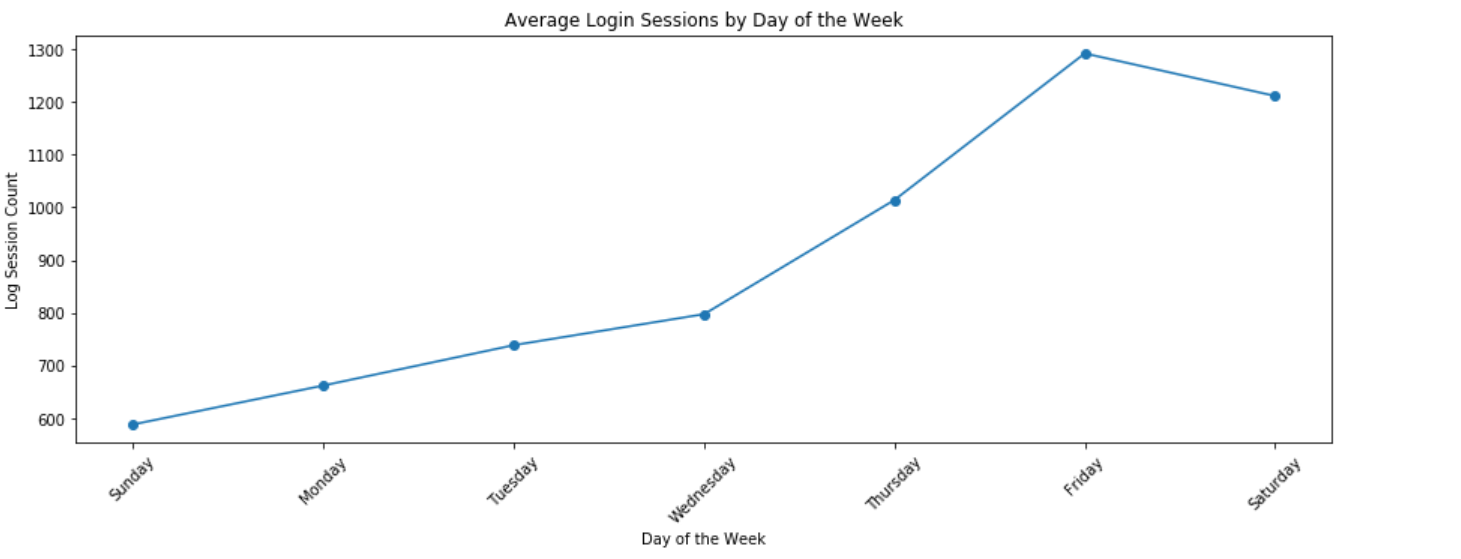 Average Login Sessions by Day of the Week
1300
1200
1100
1000
900
800
700
600
Log Session Count
Sunday
Monday
Tuesday
Wednesday
Thursday
Friday
Saturday
Day of the Week